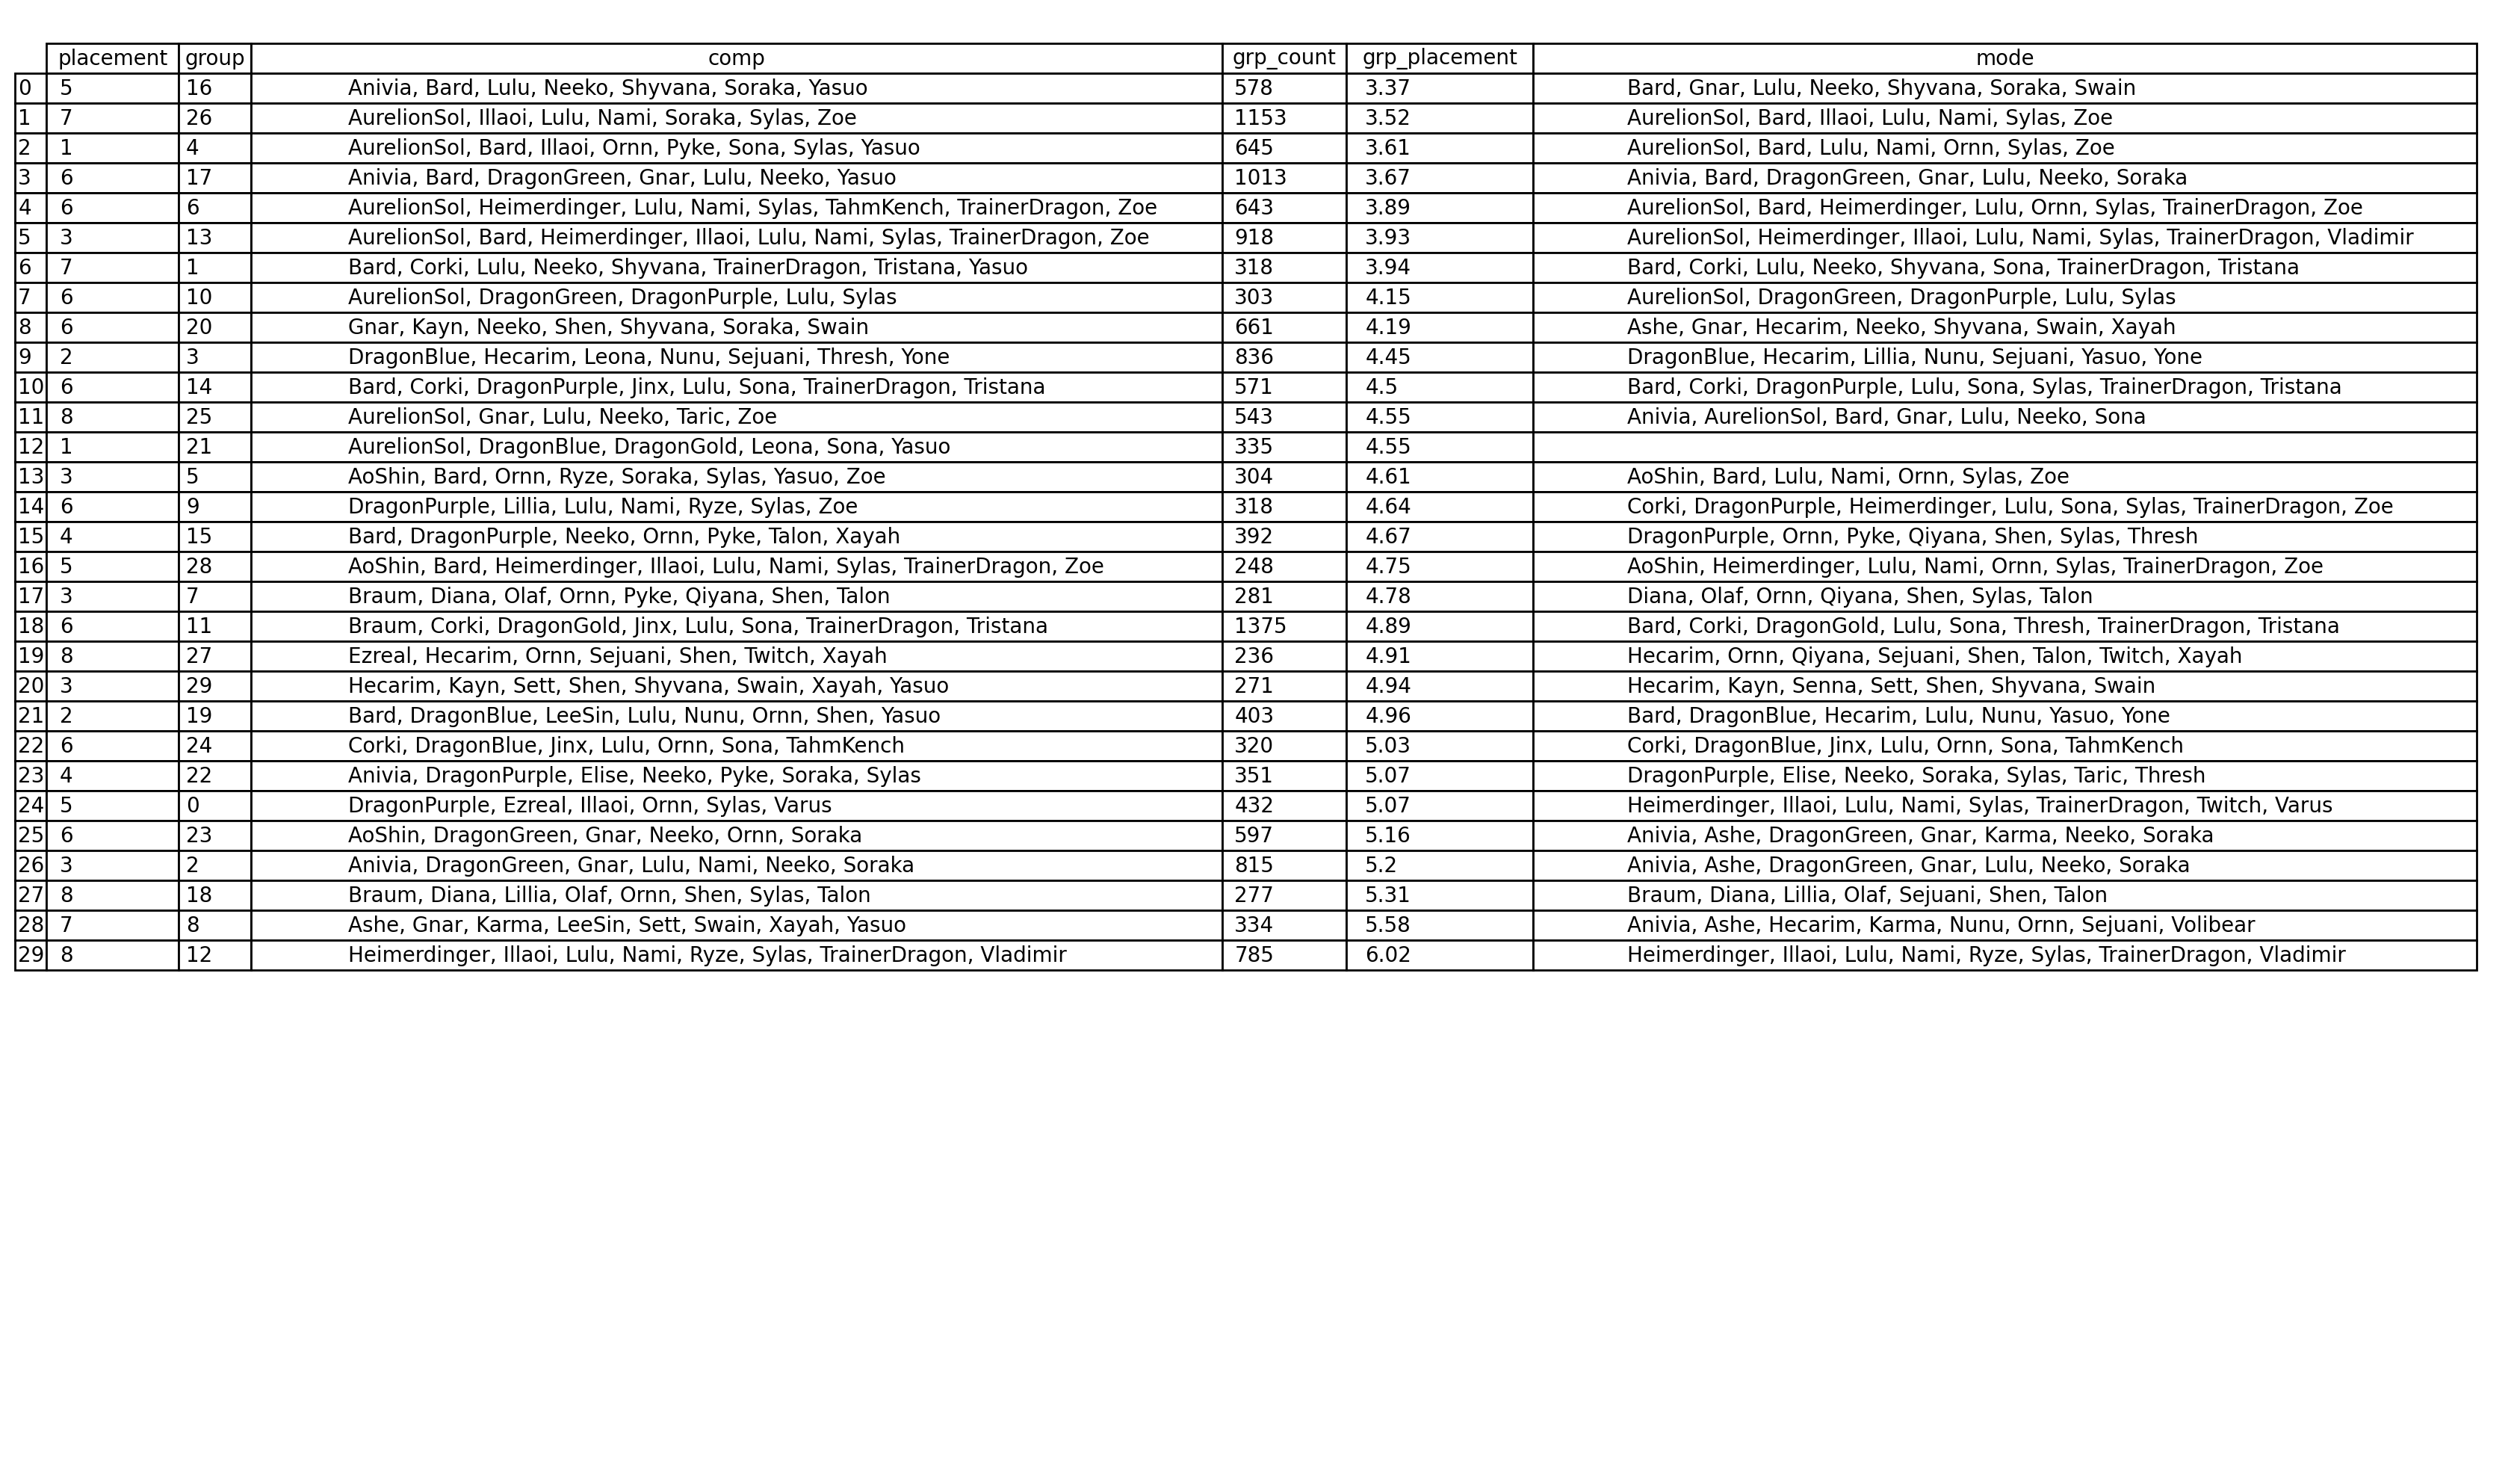 placement group comp grp_count grp_placement mode
0 5 16 Anivia, Bard, Lulu, Neeko, Shyvana, Soraka, Yasuo 578 3.37 Bard, Gnar, Lulu, Neeko, Shyvana, Soraka, Swain
1 7 26 AurelionSol, Illaoi, Lulu, Nami, Soraka, Sylas, Zoe 1153 3.52 AurelionSol, Bard, Illaoi, Lulu, Nami, Sylas, Zoe
2 1 4 AurelionSol, Bard, Illaoi, Ornn, Pyke, Sona, Sylas, Yasuo 645 3.61 AurelionSol, Bard, Lulu, Nami, Ornn, Sylas, Zoe
3 6 17 Anivia, Bard, DragonGreen, Gnar, Lulu, Neeko, Yasuo 1013 3.67 Anivia, Bard, DragonGreen, Gnar, Lulu, Neeko, Soraka
4 6 6 AurelionSol, Heimerdinger, Lulu, Nami, Sylas, TahmKench, TrainerDragon, Zoe 643 3.89 AurelionSol, Bard, Heimerdinger, Lulu, Ornn, Sylas, TrainerDragon, Zoe
5 3 13 AurelionSol, Bard, Heimerdinger, Illaoi, Lulu, Nami, Sylas, TrainerDragon, Zoe 918 3.93 AurelionSol, Heimerdinger, Illaoi, Lulu, Nami, Sylas, TrainerDragon, Vladimir
6 7 1 Bard, Corki, Lulu, Neeko, Shyvana, TrainerDragon, Tristana, Yasuo 318 3.94 Bard, Corki, Lulu, Neeko, Shyvana, Sona, TrainerDragon, Tristana
7 6 10 AurelionSol, DragonGreen, DragonPurple, Lulu, Sylas 303 4.15 AurelionSol, DragonGreen, DragonPurple, Lulu, Sylas
8 6 20 Gnar, Kayn, Neeko, Shen, Shyvana, Soraka, Swain 661 4.19 Ashe, Gnar, Hecarim, Neeko, Shyvana, Swain, Xayah
9 2 3 DragonBlue, Hecarim, Leona, Nunu, Sejuani, Thresh, Yone 836 4.45 DragonBlue, Hecarim, Lillia, Nunu, Sejuani, Yasuo, Yone
10 6 14 Bard, Corki, DragonPurple, Jinx, Lulu, Sona, TrainerDragon, Tristana 571 4.5 Bard, Corki, DragonPurple, Lulu, Sona, Sylas, TrainerDragon, Tristana
11 8 25 AurelionSol, Gnar, Lulu, Neeko, Taric, Zoe 543 4.55 Anivia, AurelionSol, Bard, Gnar, Lulu, Neeko, Sona
12 1 21 AurelionSol, DragonBlue, DragonGold, Leona, Sona, Yasuo 335 4.55
13 3 5 AoShin, Bard, Ornn, Ryze, Soraka, Sylas, Yasuo, Zoe 304 4.61 AoShin, Bard, Lulu, Nami, Ornn, Sylas, Zoe
14 6 9 DragonPurple, Lillia, Lulu, Nami, Ryze, Sylas, Zoe 318 4.64 Corki, DragonPurple, Heimerdinger, Lulu, Sona, Sylas, TrainerDragon, Zoe
15 4 15 Bard, DragonPurple, Neeko, Ornn, Pyke, Talon, Xayah 392 4.67 DragonPurple, Ornn, Pyke, Qiyana, Shen, Sylas, Thresh
16 5 28 AoShin, Bard, Heimerdinger, Illaoi, Lulu, Nami, Sylas, TrainerDragon, Zoe 248 4.75 AoShin, Heimerdinger, Lulu, Nami, Ornn, Sylas, TrainerDragon, Zoe
17 3 7 Braum, Diana, Olaf, Ornn, Pyke, Qiyana, Shen, Talon 281 4.78 Diana, Olaf, Ornn, Qiyana, Shen, Sylas, Talon
18 6 11 Braum, Corki, DragonGold, Jinx, Lulu, Sona, TrainerDragon, Tristana 1375 4.89 Bard, Corki, DragonGold, Lulu, Sona, Thresh, TrainerDragon, Tristana
19 8 27 Ezreal, Hecarim, Ornn, Sejuani, Shen, Twitch, Xayah 236 4.91 Hecarim, Ornn, Qiyana, Sejuani, Shen, Talon, Twitch, Xayah
20 3 29 Hecarim, Kayn, Sett, Shen, Shyvana, Swain, Xayah, Yasuo 271 4.94 Hecarim, Kayn, Senna, Sett, Shen, Shyvana, Swain
21 2 19 Bard, DragonBlue, LeeSin, Lulu, Nunu, Ornn, Shen, Yasuo 403 4.96 Bard, DragonBlue, Hecarim, Lulu, Nunu, Yasuo, Yone
22 6 24 Corki, DragonBlue, Jinx, Lulu, Ornn, Sona, TahmKench 320 5.03 Corki, DragonBlue, Jinx, Lulu, Ornn, Sona, TahmKench
23 4 22 Anivia, DragonPurple, Elise, Neeko, Pyke, Soraka, Sylas 351 5.07 DragonPurple, Elise, Neeko, Soraka, Sylas, Taric, Thresh
24 5 0 DragonPurple, Ezreal, Illaoi, Ornn, Sylas, Varus 432 5.07 Heimerdinger, Illaoi, Lulu, Nami, Sylas, TrainerDragon, Twitch, Varus
25 6 23 AoShin, DragonGreen, Gnar, Neeko, Ornn, Soraka 597 5.16 Anivia, Ashe, DragonGreen, Gnar, Karma, Neeko, Soraka
26 3 2 Anivia, DragonGreen, Gnar, Lulu, Nami, Neeko, Soraka 815 5.2 Anivia, Ashe, DragonGreen, Gnar, Lulu, Neeko, Soraka
27 8 18 Braum, Diana, Lillia, Olaf, Ornn, Shen, Sylas, Talon 277 5.31 Braum, Diana, Lillia, Olaf, Sejuani, Shen, Talon
28 7 8 Ashe, Gnar, Karma, LeeSin, Sett, Swain, Xayah, Yasuo 334 5.58 Anivia, Ashe, Hecarim, Karma, Nunu, Ornn, Sejuani, Volibear
29 8 12 Heimerdinger, Illaoi, Lulu, Nami, Ryze, Sylas, TrainerDragon, Vladimir 785 6.02 Heimerdinger, Illaoi, Lulu, Nami, Ryze, Sylas, TrainerDragon, Vladimir